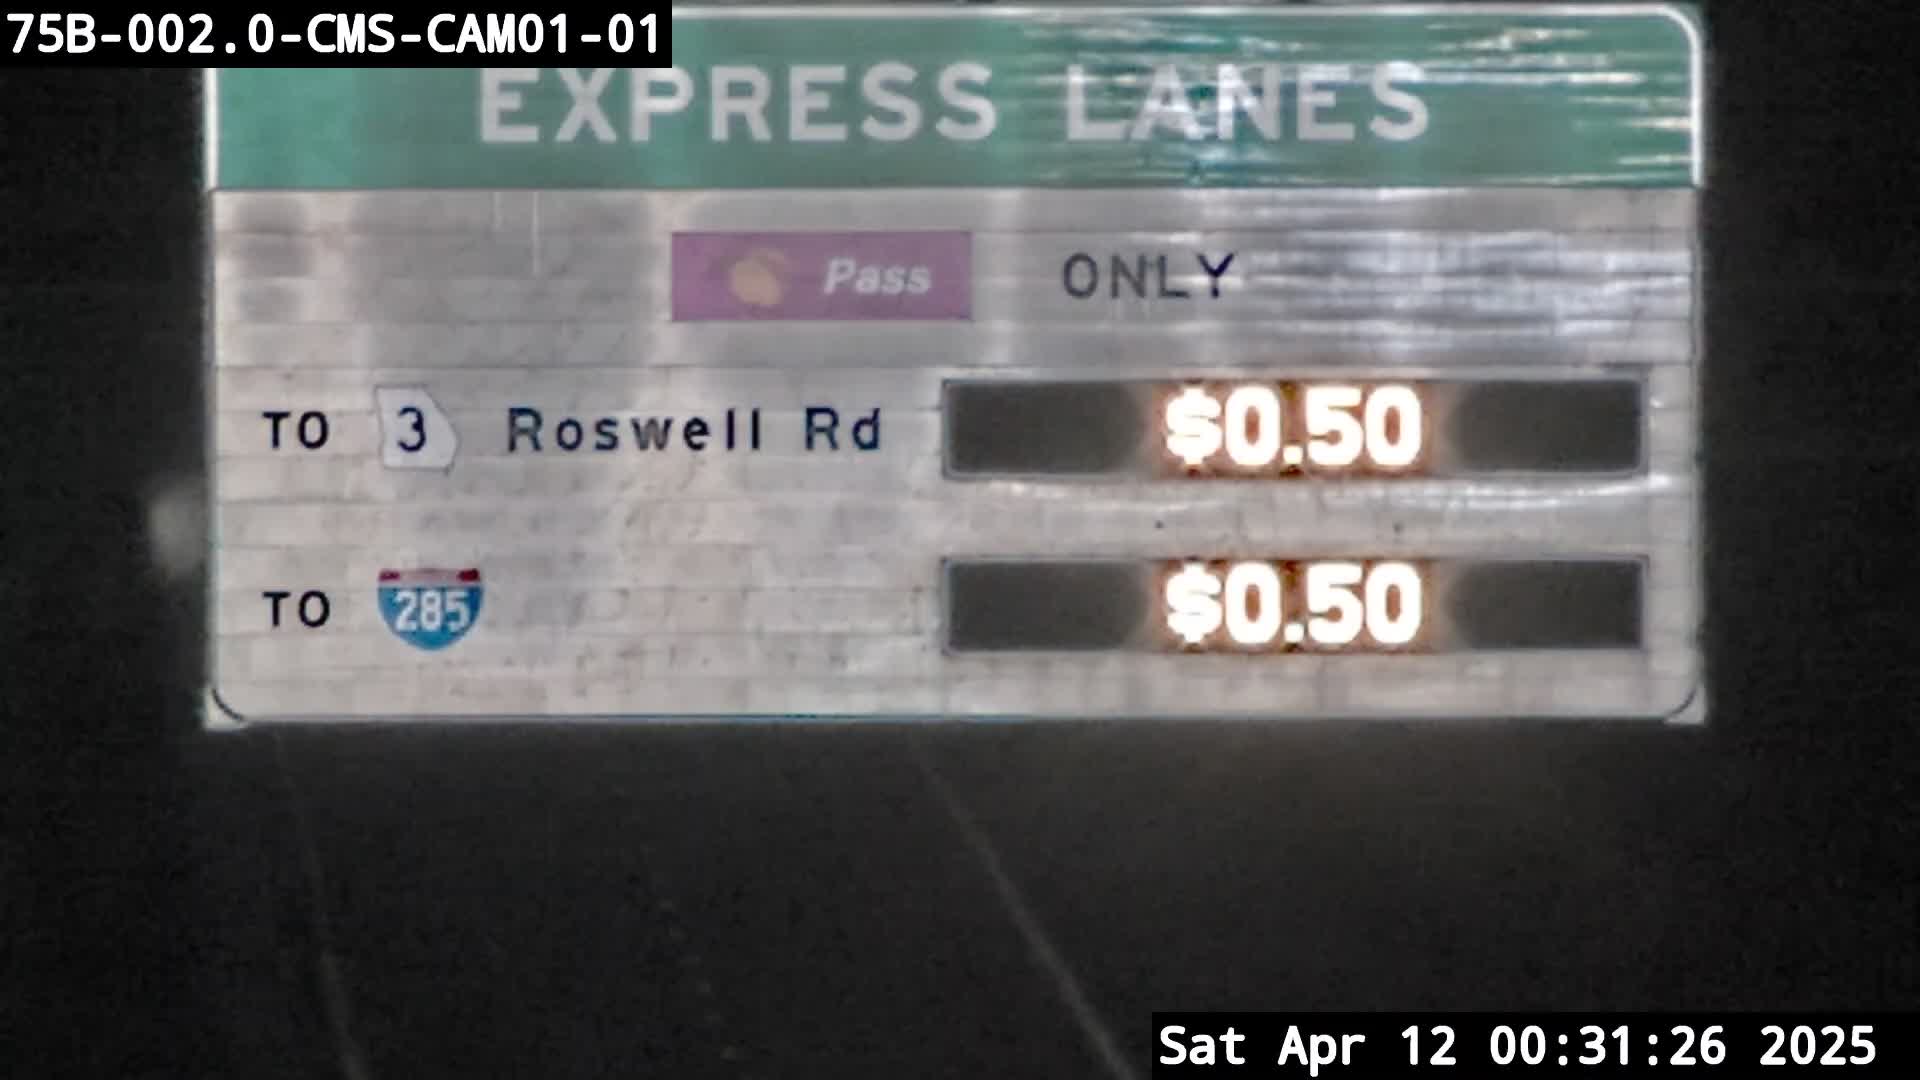 75B-002.0-CMS-CAM01-01
EXPRESS LANES
Pass ONLY
TO 3 Roswell Rd $0.50
TO 285 $0.50
Sat Apr 12 00:31:26 2025